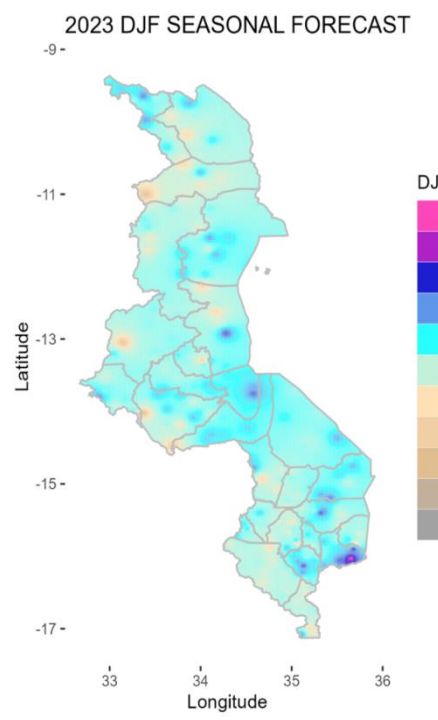 2023 DJF SEASONAL FORECAST
-9
-11
-13
-15
-17
Latitude
33
34
35
36
Longitude
DJ